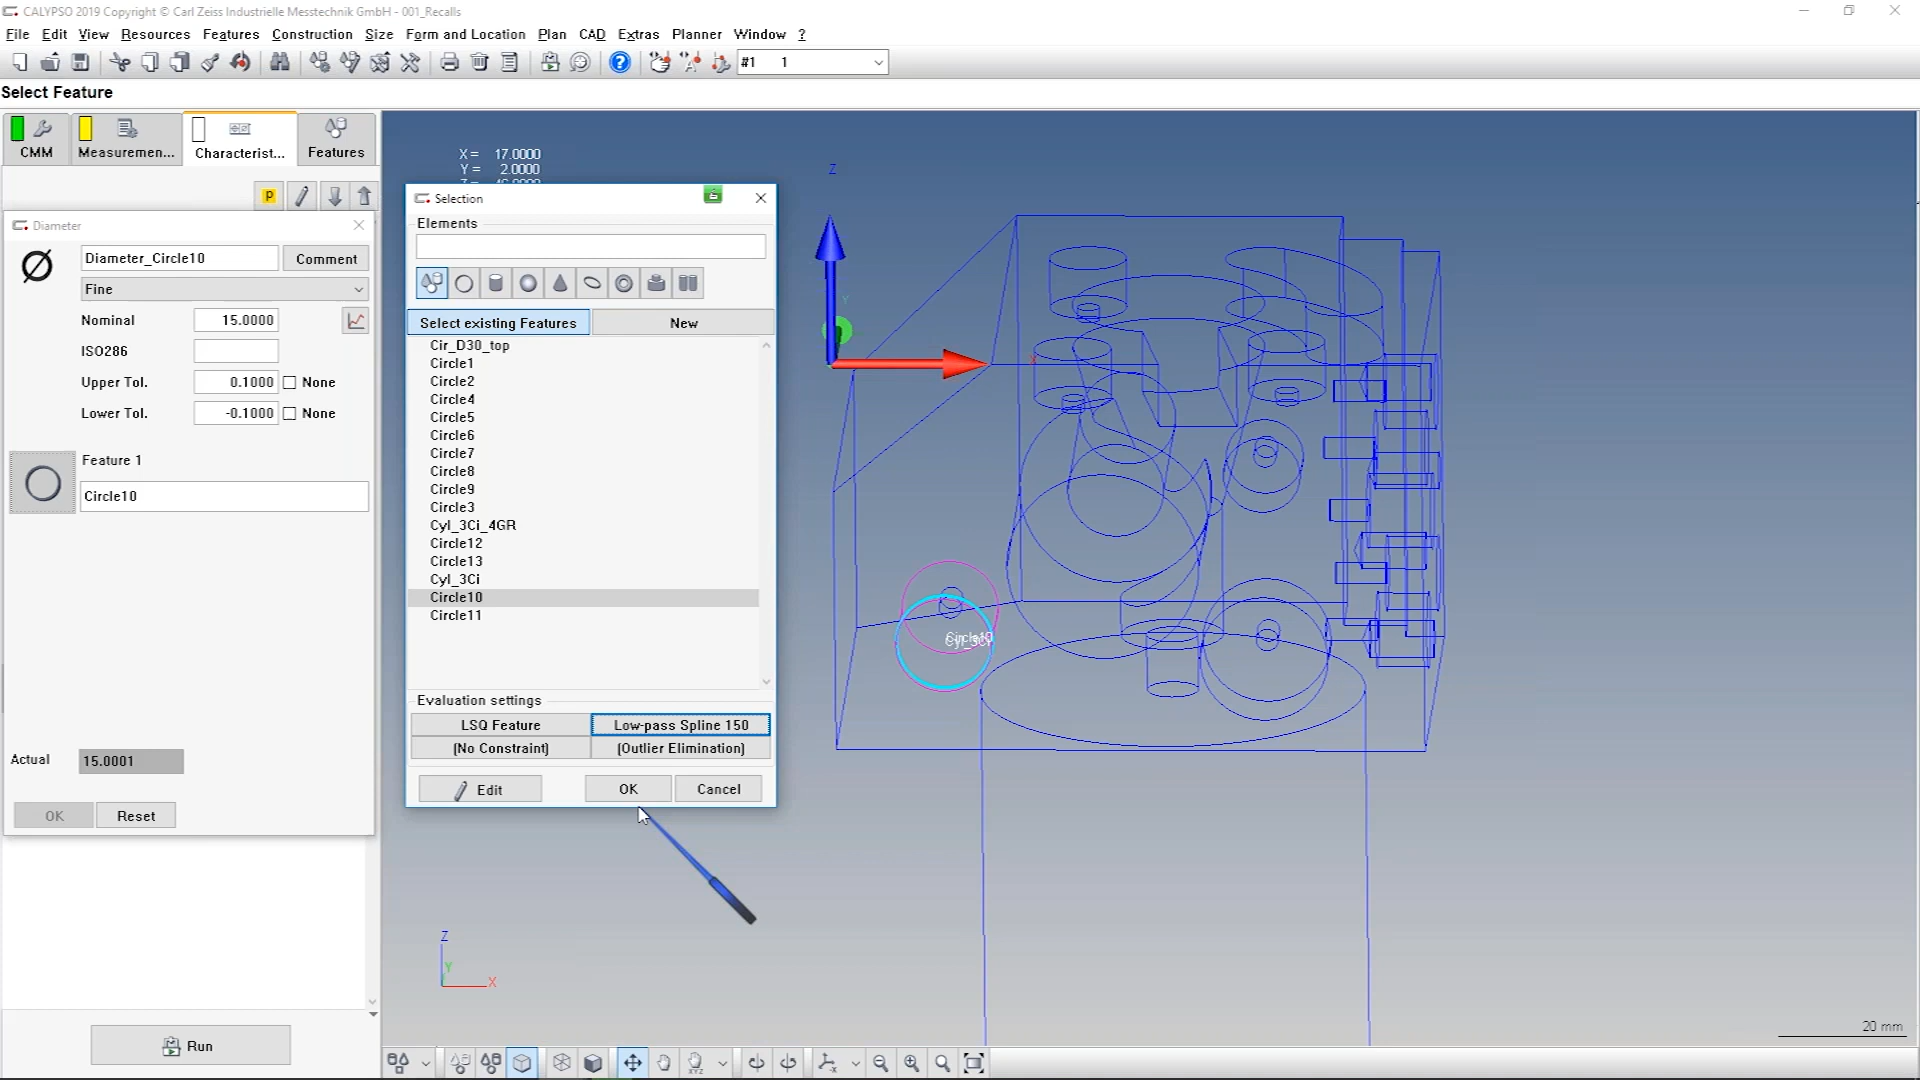 CALYPSO 2019 Copyright © Carl Zeiss Industrielle Messtechnik GmbH - 001_Recalls
File Edit View Resources Features Construction Size Form and Location Plan CAD Extras Planner Window ?
#1 1
Select Feature
CMM
Measuremen...
Characterist...
Features
P
Diameter
Diameter_Circle10
Comment
Fine
Nominal 15.0000
ISO286
Upper Tol. 0.1000 None
Lower Tol. -0.1000 None
Feature 1
Circle10
Actual 15.0001
OK Reset
Run
X= 17.0000
Y= 2.0000
Selection
Elements
Select existing Features New
Cir_D30_top
Circle1
Circle2
Circle4
Circle5
Circle6
Circle7
Circle8
Circle9
Circle3
Cyl_3Ci_4GR
Circle12
Circle13
Cyl_3Ci
Circle10
Circle11
Evaluation settings
LSQ Feature Low-pass Spline 150
(No Constraint) (Outlier Elimination)
Edit OK Cancel
Z
Y
X
Circle10
Cyl_3Ci
Z
Y
X
20 mm
XYZ